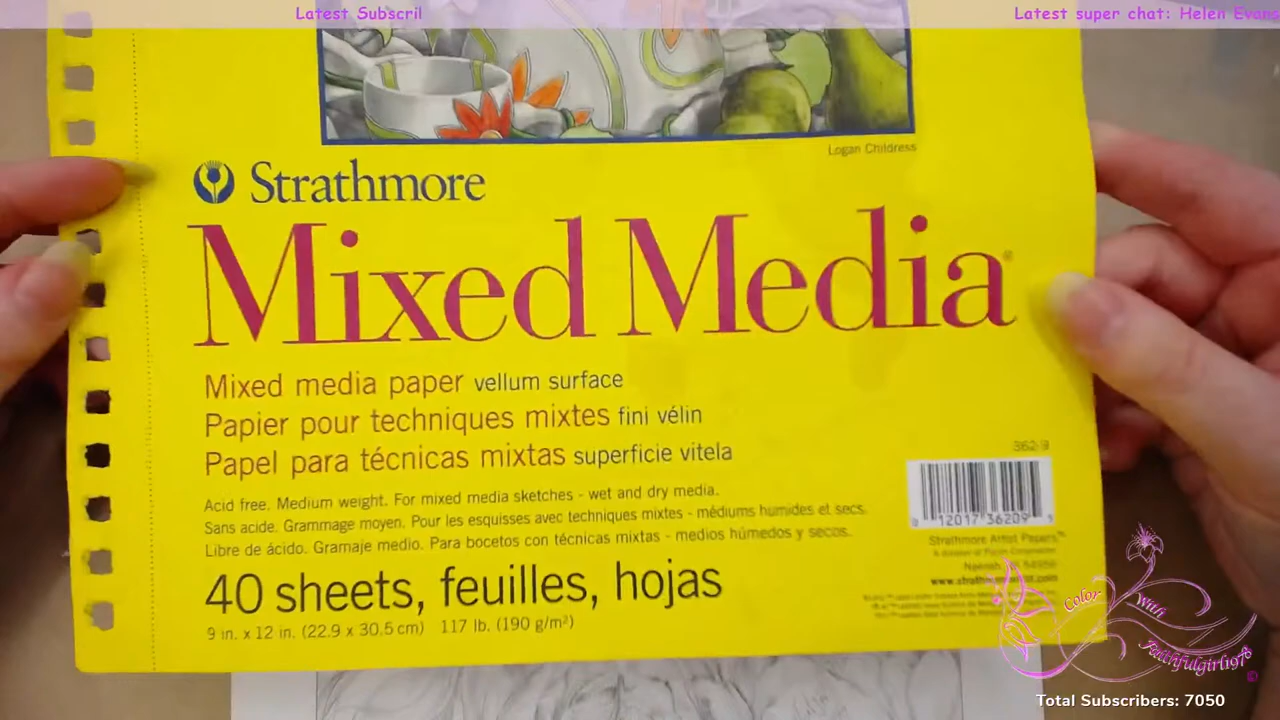 Latest Subscril
Latest super chat: Helen Evans
Logan Childress
Strathmore
Mixed Media®
Mixed media paper vellum surface
Papier pour techniques mixtes fini vélin
Papel para técnicas mixtas superficie vitela
362-9
Acid free. Medium weight. For mixed media sketches - wet and dry media.
Sans acide. Grammage moyen. Pour les esquisses avec techniques mixtes - médiums humides et secs.
Libre de ácido. Gramaje medio. Para bocetos con técnicas mixtas - medios húmedos y secos.
0 12017 36209 1
Strathmore Artist Papers™
40 sheets, feuilles, hojas
9 in. x 12 in. (22.9 x 30.5 cm) 117 lb. (190 g/m²)
Color with Faithfulgirl1978
Total Subscribers: 7050